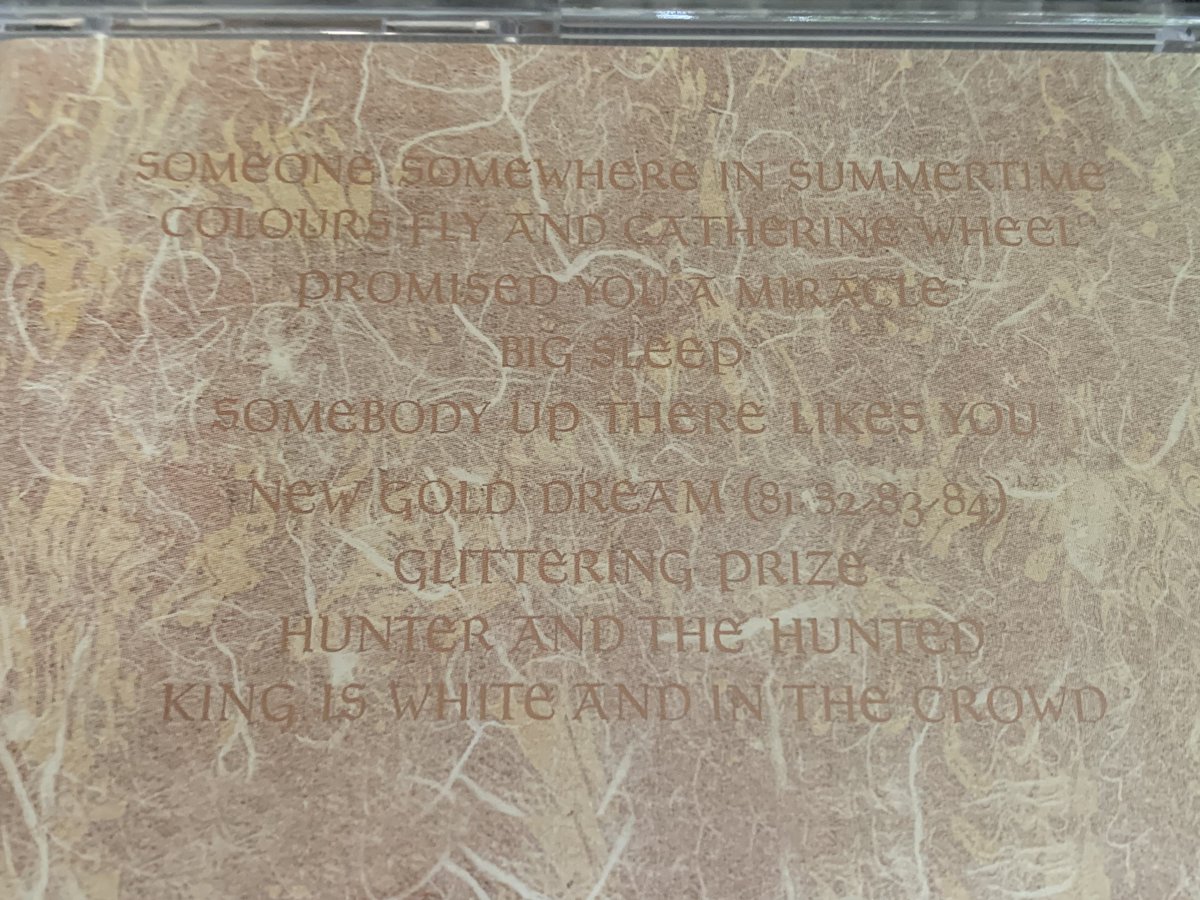 SOMEONE SOMEWHERE IN SUMMERTIME
COLOURS FLY AND CATHERINE WHEEL
PROMISED YOU A MIRACLE
BIG SLEEP
SOMEBODY UP THERE LIKES YOU
NEW GOLD DREAM (81/82/83/84)
GLITTERING PRIZE
HUNTER AND THE HUNTED
KING IS WHITE AND IN THE CROWD